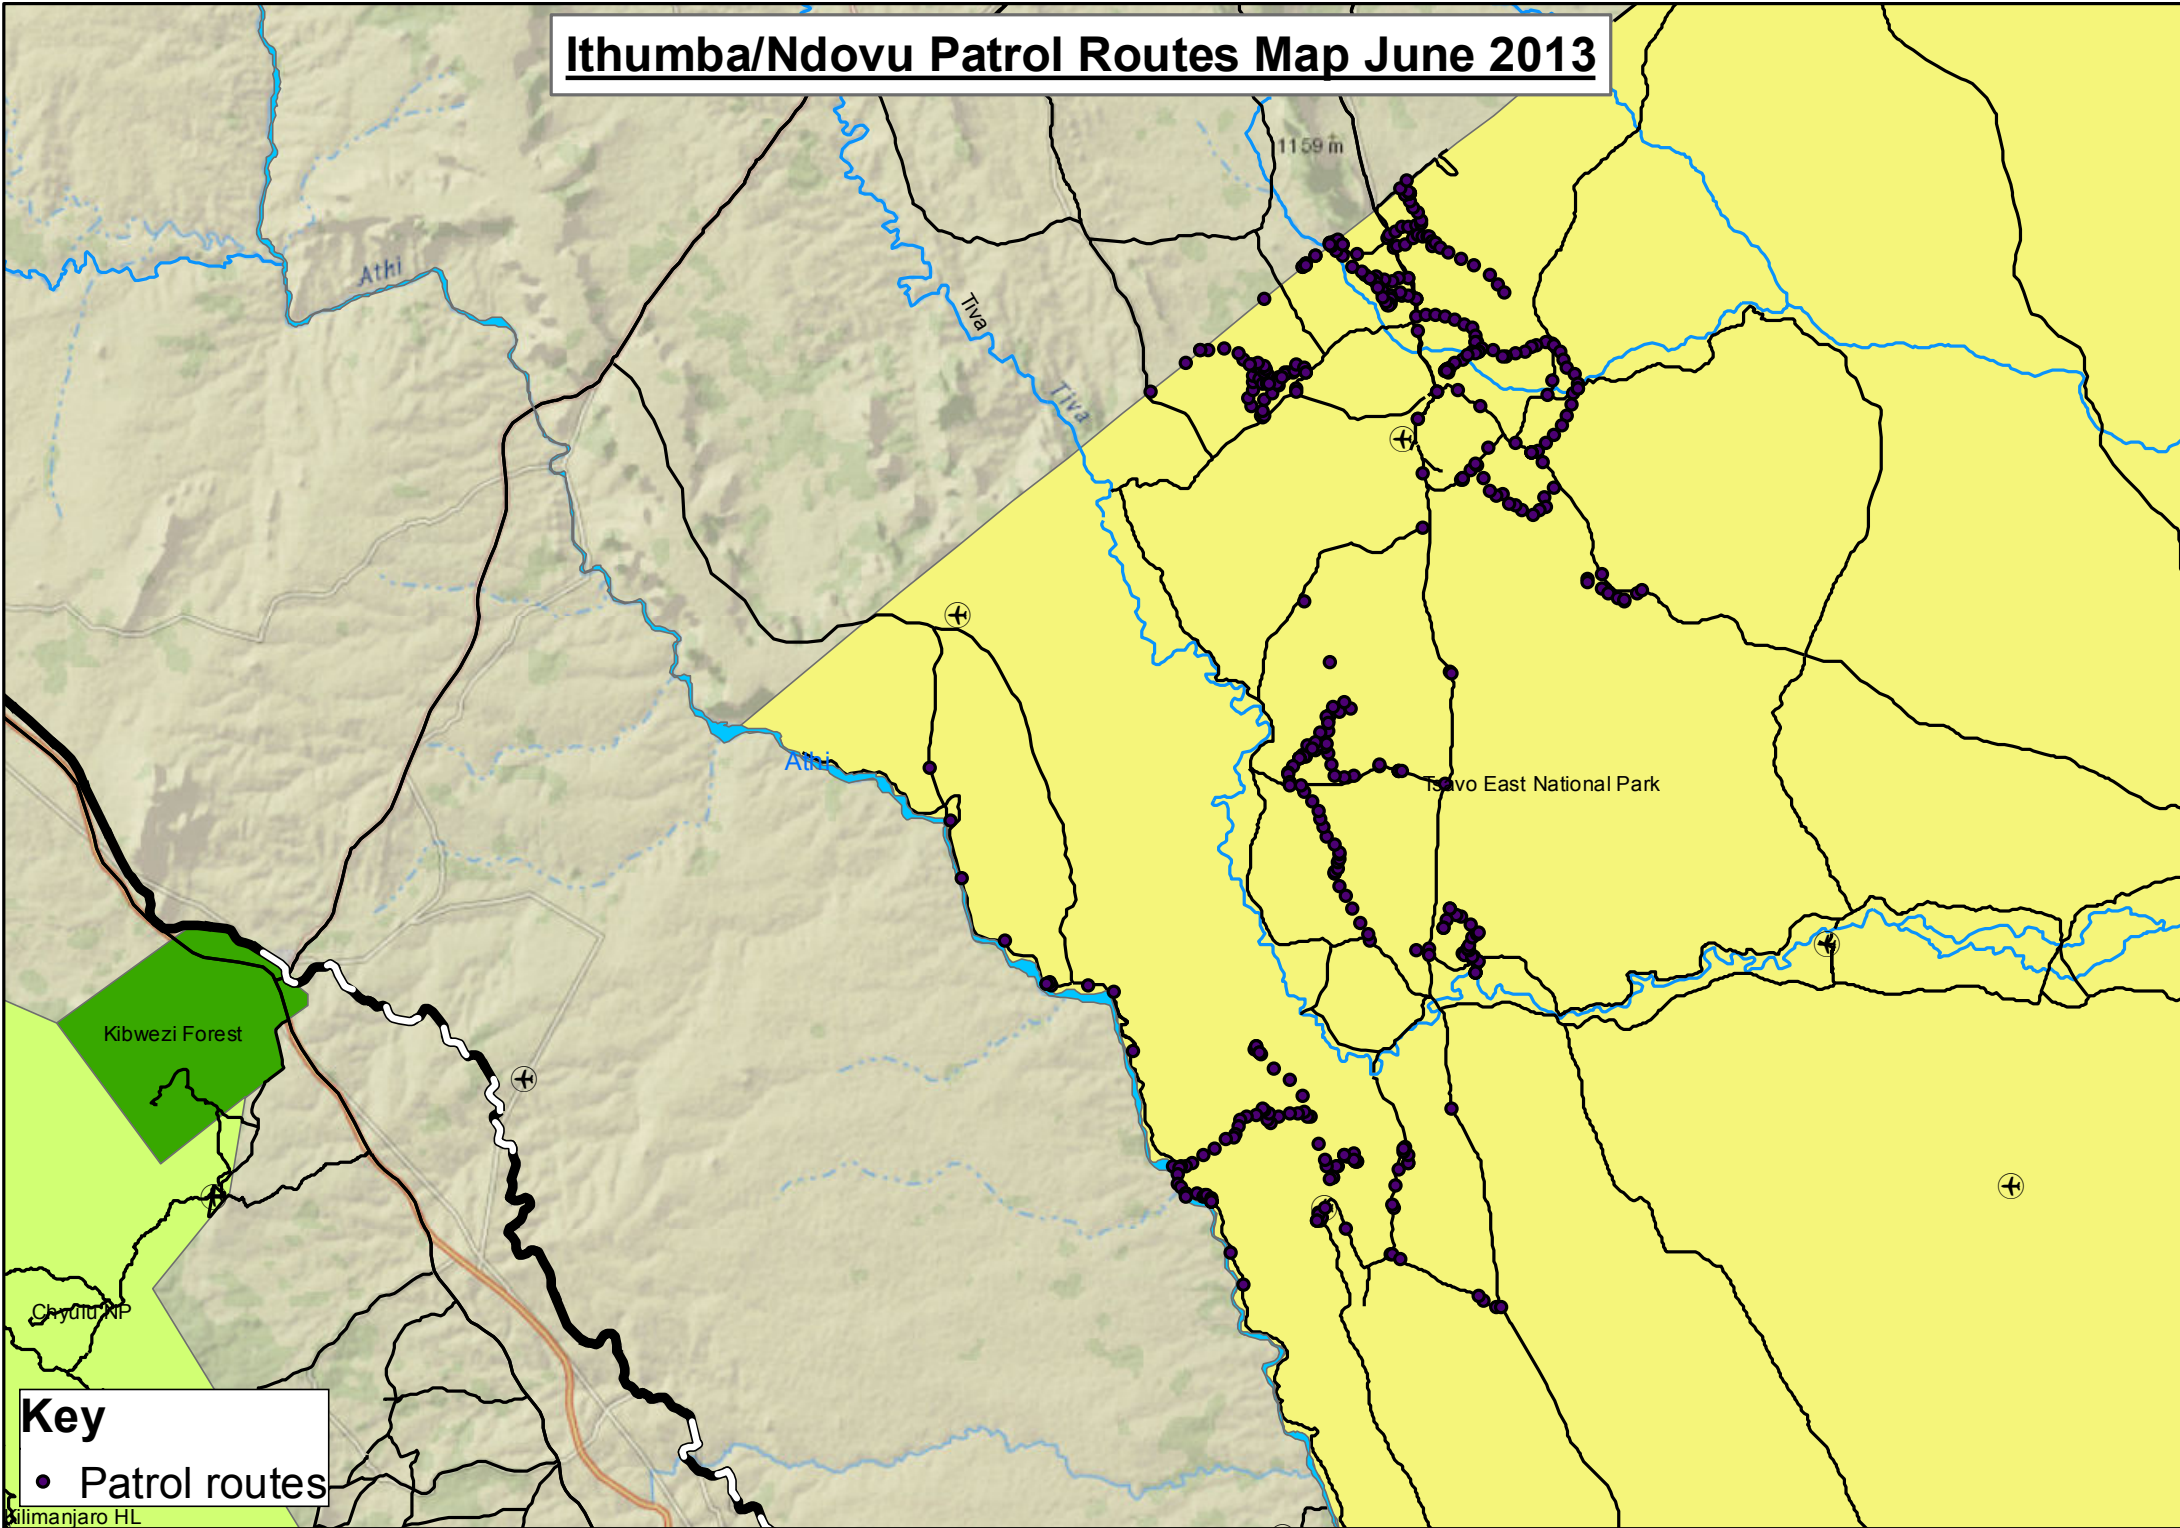 Ithumba/Ndovu Patrol Routes Map June 2013
1159 m
Athi
Tiva
Tiva
Athi
Tsavo East National Park
Kibwezi Forest
Chyulu NP
Key
Patrol routes
Kilimanjaro HL